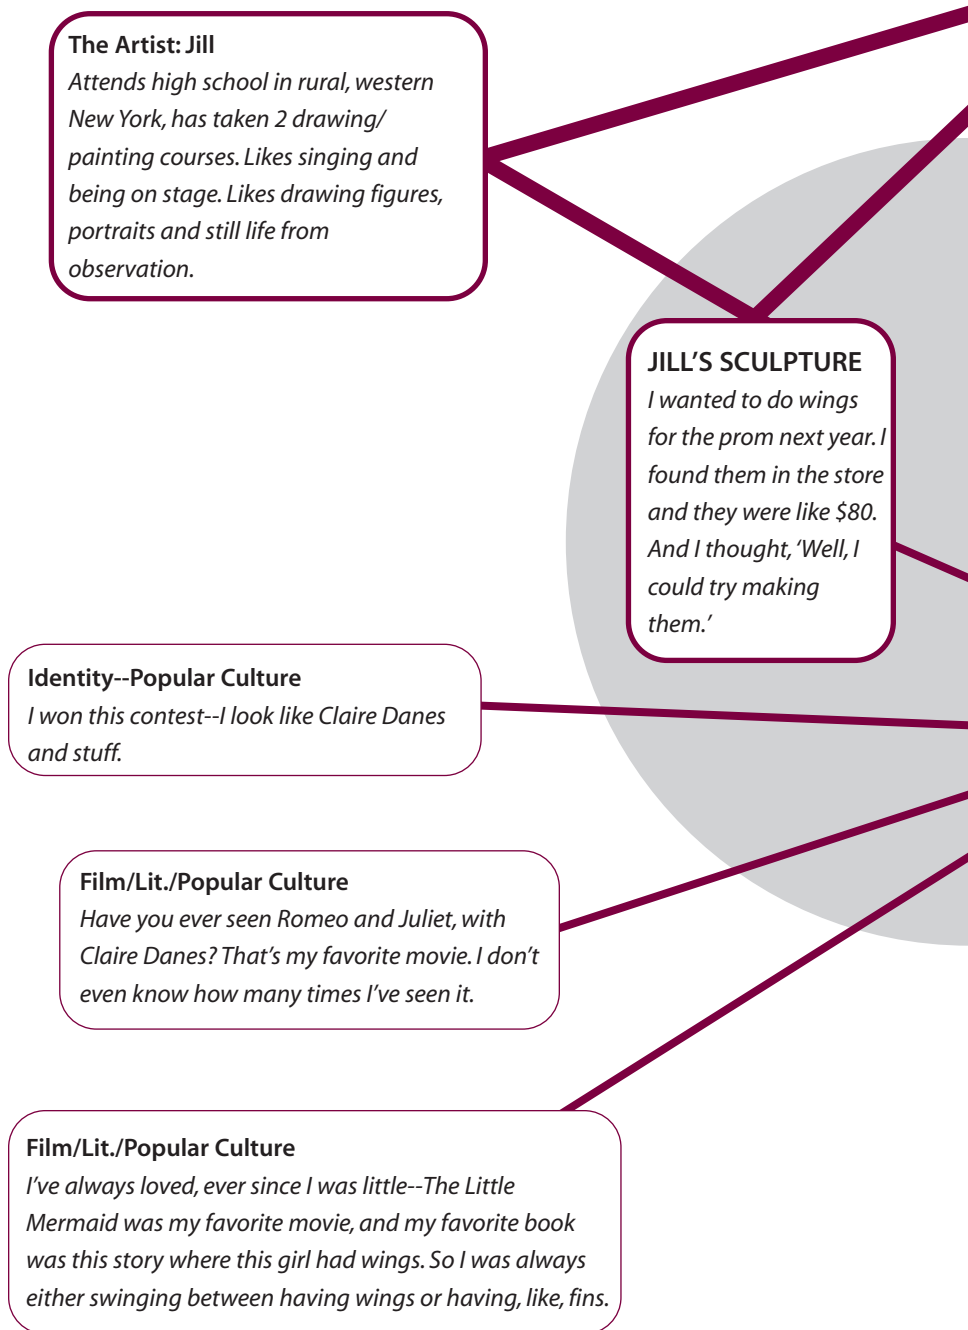 The Artist: Jill
Attends high school in rural, western
New York, has taken 2 drawing/
painting courses. Likes singing and
being on stage. Likes drawing figures,
portraits and still life from
observation.
JILL'S SCULPTURE
I wanted to do wings
for the prom next year. I
found them in the store
and they were like $80.
And I thought, ‘Well, I
could try making
them.’
Identity--Popular Culture
I won this contest--I look like Claire Danes
and stuff.
Film/Lit./Popular Culture
Have you ever seen Romeo and Juliet, with
Claire Danes? That's my favorite movie. I don't
even know how many times I've seen it.
Film/Lit./Popular Culture
I've always loved, ever since I was little--The Little
Mermaid was my favorite movie, and my favorite book
was this story where this girl had wings. So I was always
either swinging between having wings or having, like, fins.